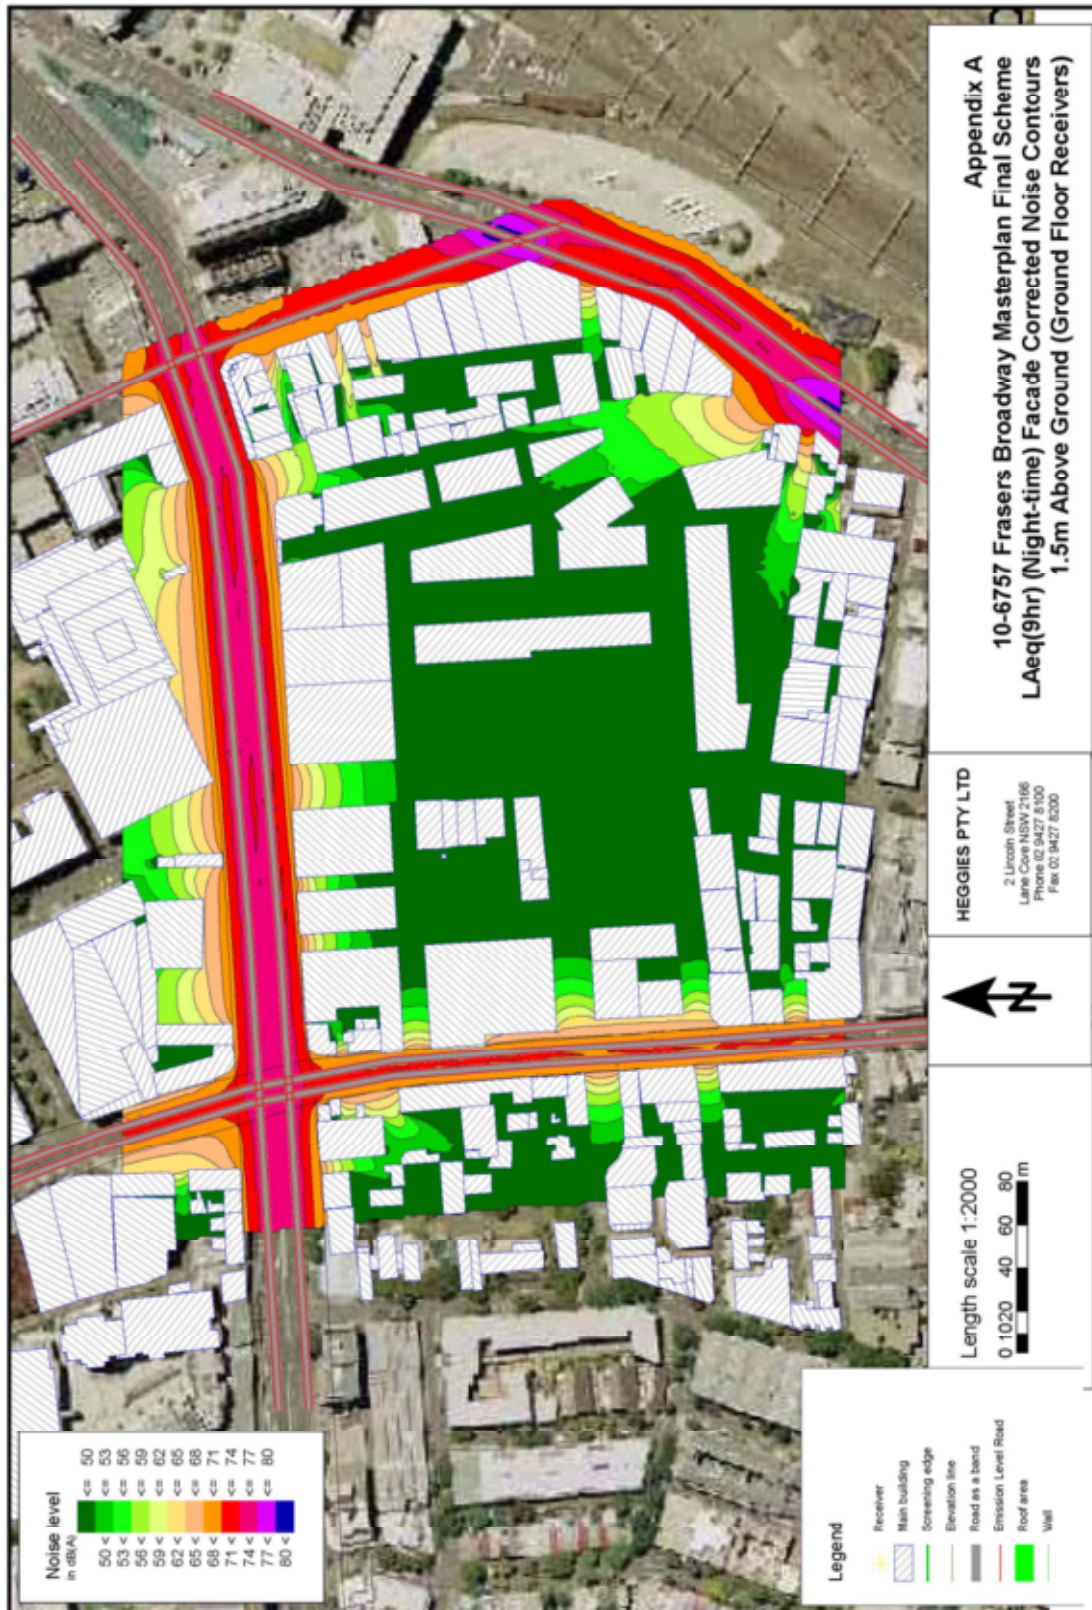 Appendix A
10-6757 Frasers Broadway Masterplan Final Scheme
LAeq(9hr) (Night-time) Facade Corrected Noise Contours
1.5m Above Ground (Ground Floor Receivers)
HEGGIES PTY LTD
2 Lincoln Street
Lane Cove NSW 2166
Phone 02 9427 8100
Fax 02 9427 8200
N
Length scale 1:2000
0 10 20 40 60 80
m
Noise level
in dB(A)
<= 50
50 < <= 53
53 < <= 56
56 < <= 59
59 < <= 62
62 < <= 65
65 < <= 68
68 < <= 71
71 < <= 74
74 < <= 77
77 < <= 80
80 <
Legend
Receiver
Main building
Screening edge
Elevation line
Road as a band
Emission Level Road
Roof area
Wall